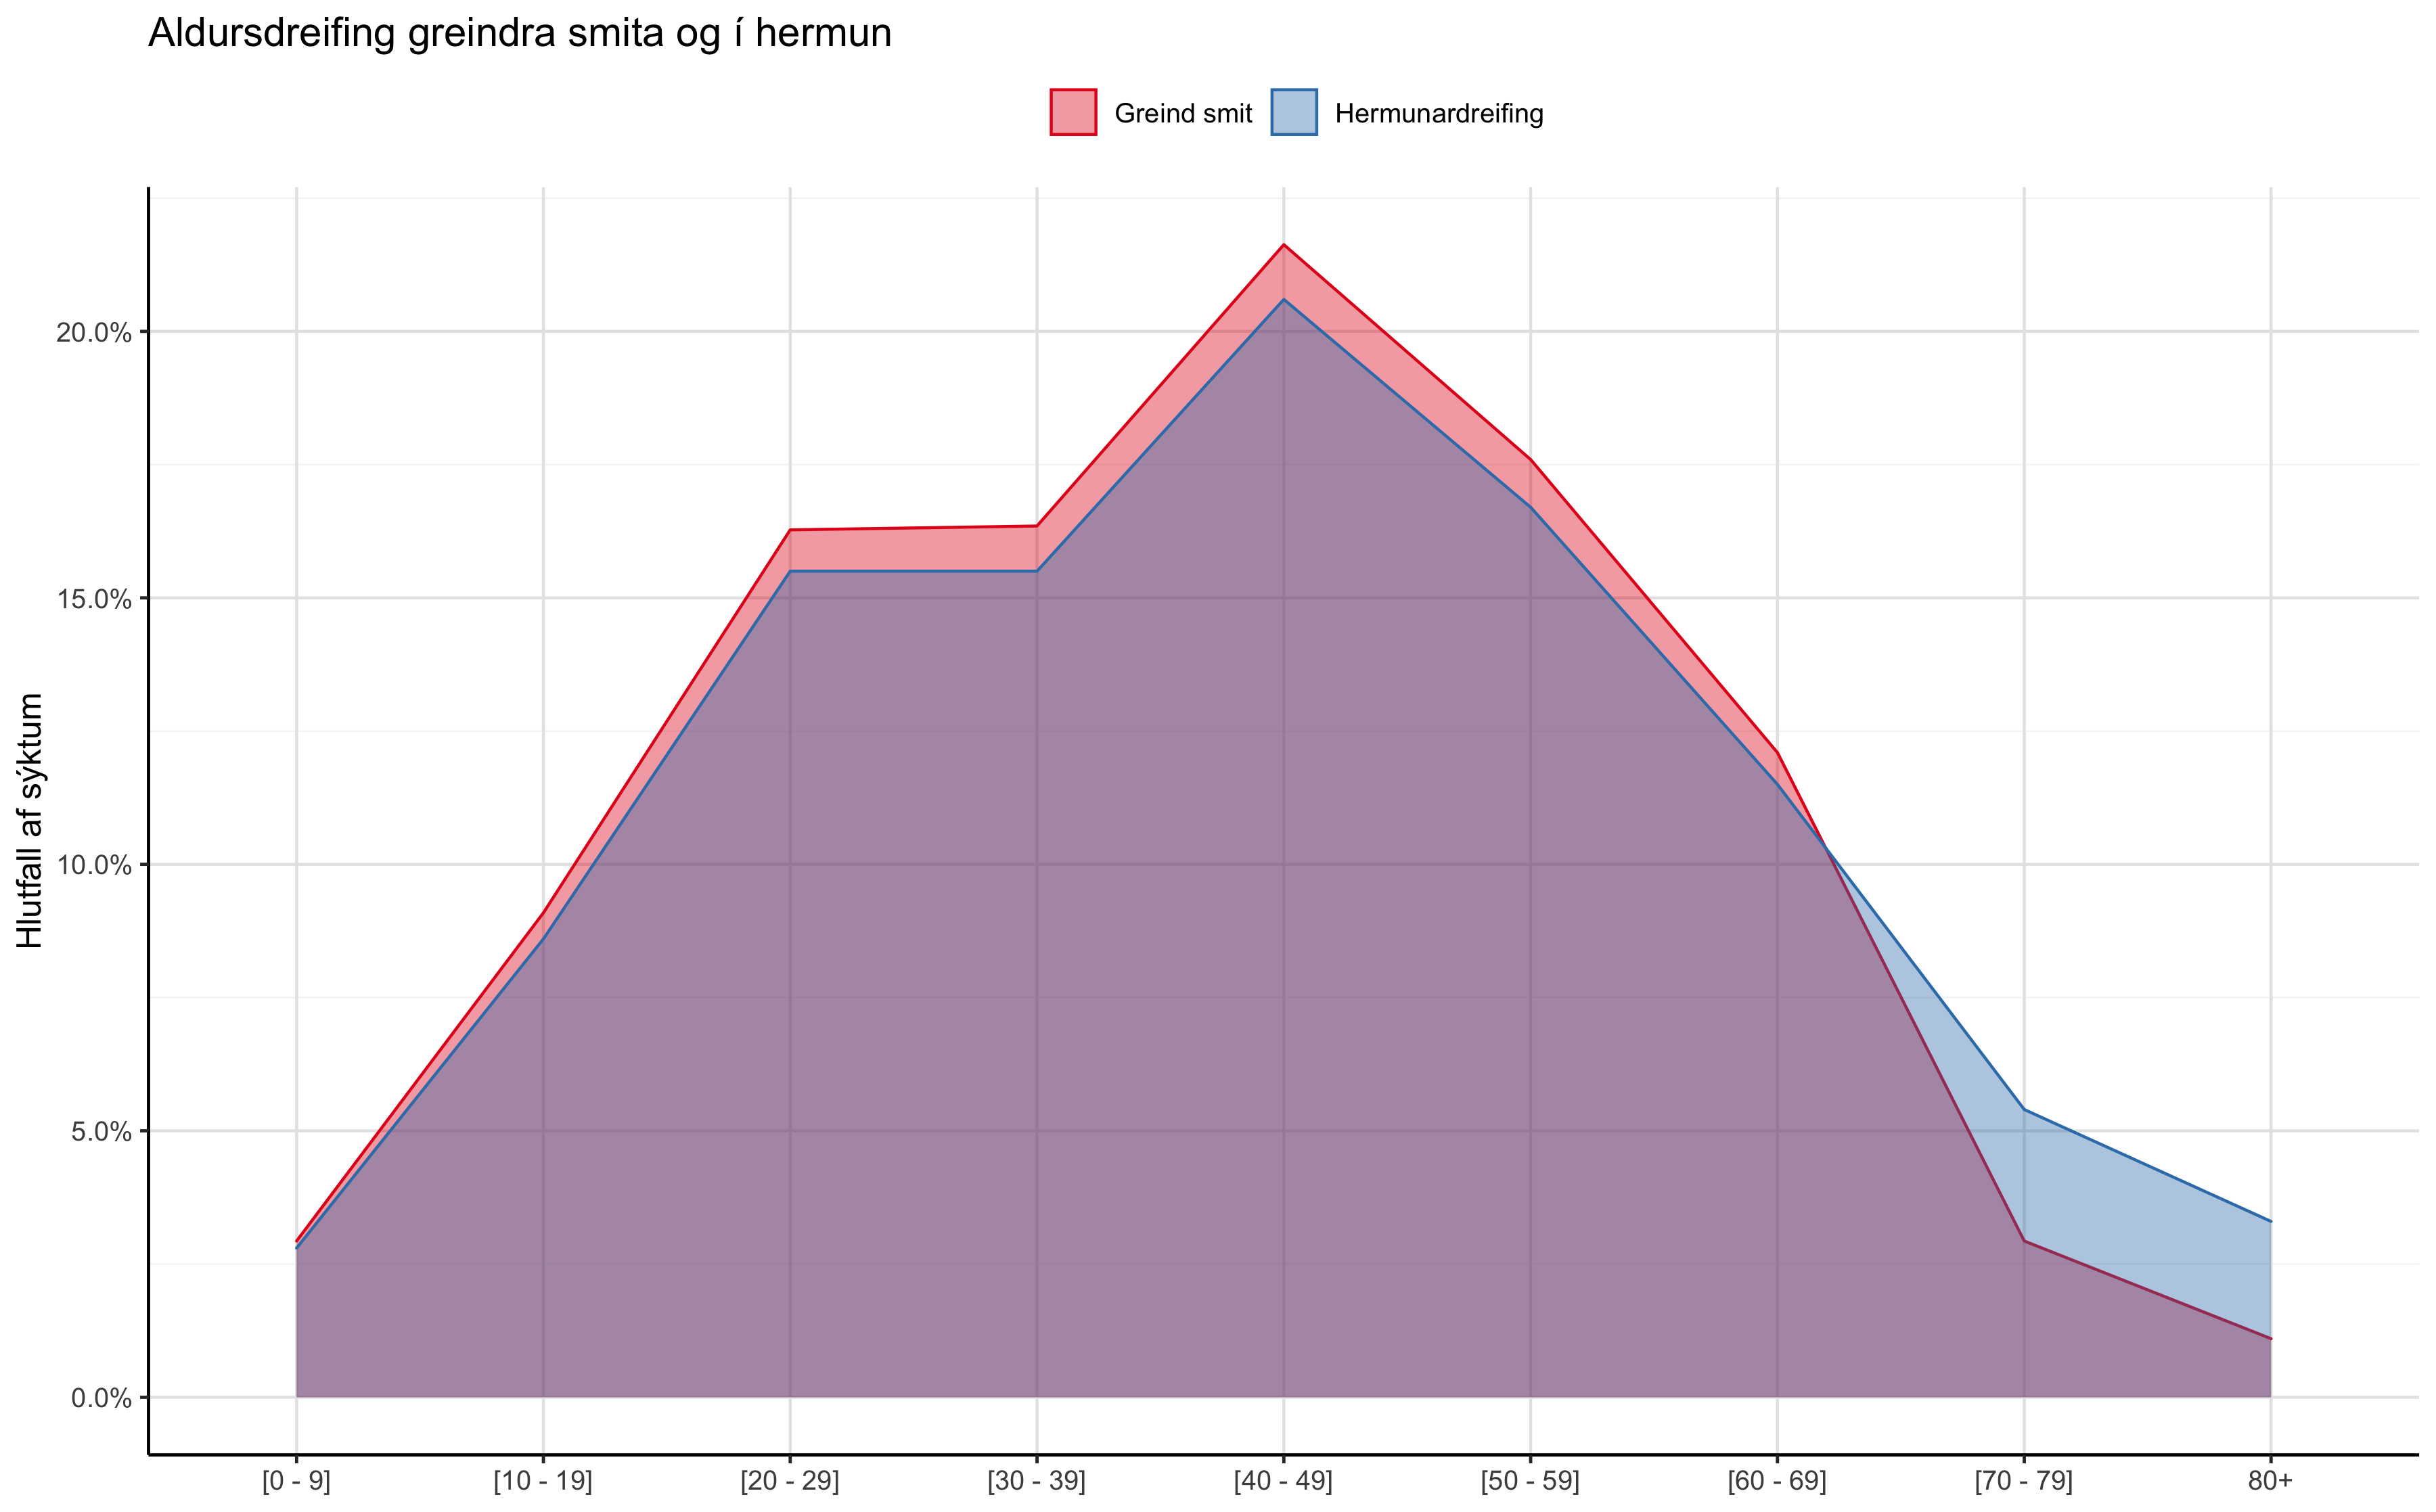 Aldursdreifing greindra smita og í hermun
Greind smit
Hermunardreifing
Hlutfall af sýktum
20.0%
15.0%
10.0%
5.0%
0.0%
[0 - 9]
[10 - 19]
[20 - 29]
[30 - 39]
[40 - 49]
[50 - 59]
[60 - 69]
[70 - 79]
80+